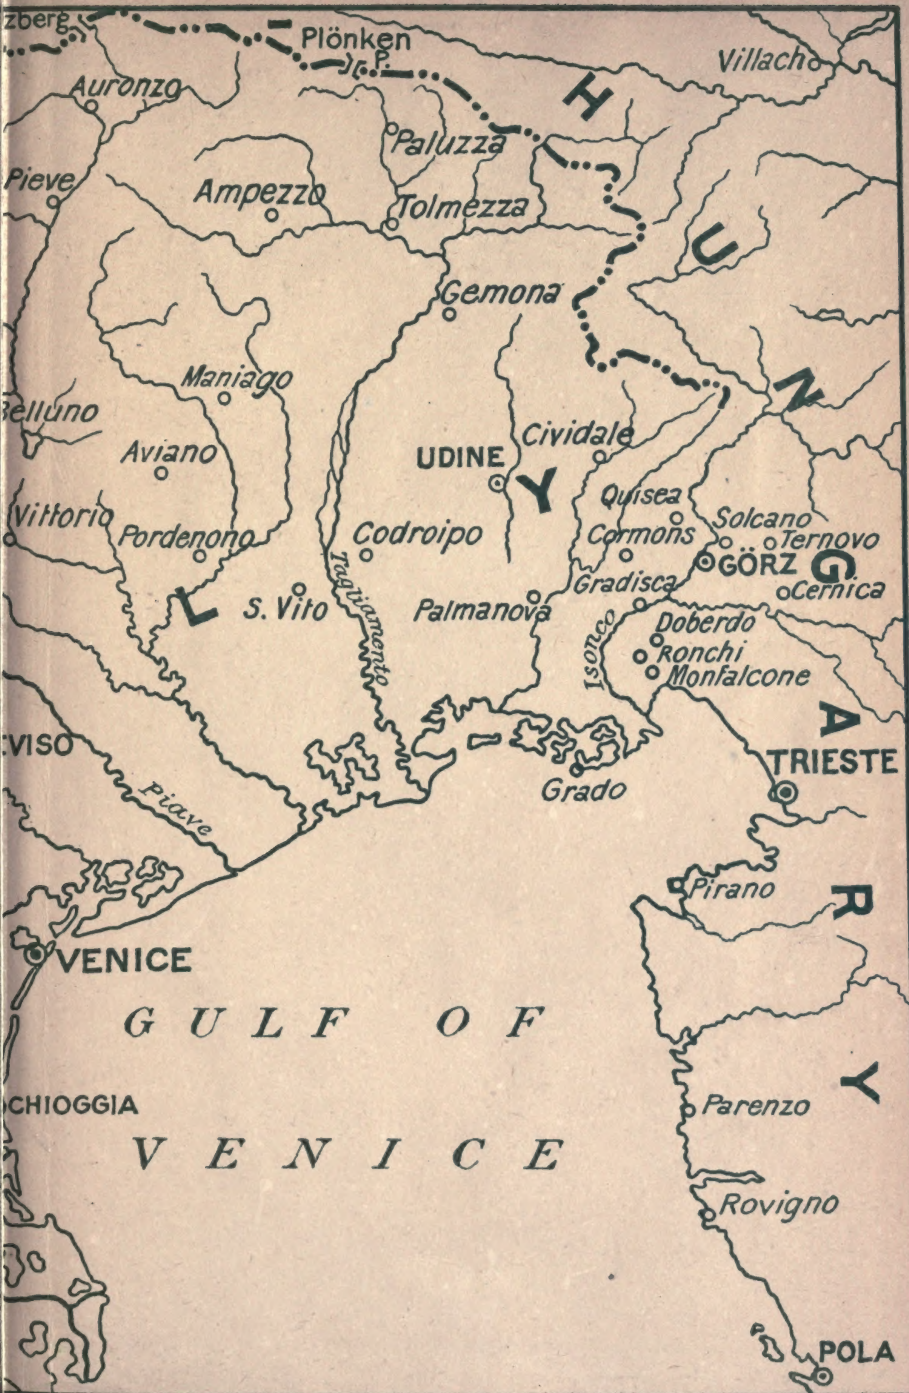 zberg
Plönken
P.
Villach
Auronzo
H
Paluzza
Pieve
Ampezzo
Tolmezza
U
Gemona
N
Maniago
Belluno
Cividale
Aviano
UDINE
Y
Quisea
Vittorio
Solcano
Pordenono
Codroipo
Cormons
Ternovo
GÖRZ
G
Gradisca
Cernica
L
S. Vito
Tagliamento
Palmanova
Isonco
Doberdo
Ronchi
Monfalcone
A
VISO
TRIESTE
Piave
Grado
R
Pirano
VENICE
GULF OF
Y
CHIOGGIA
Parenzo
VENICE
Rovigno
POLA